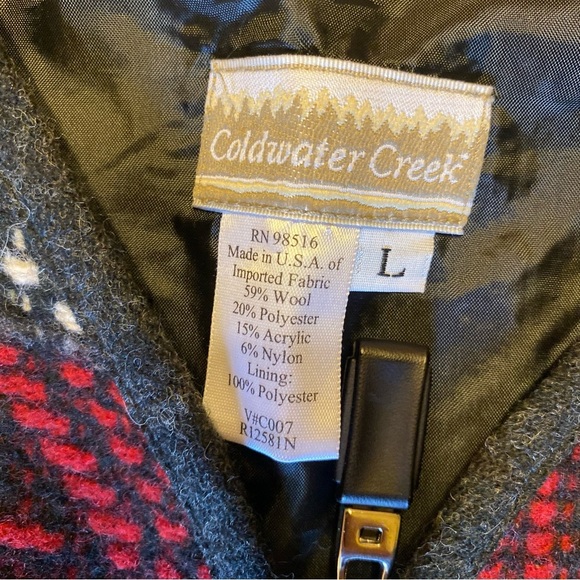 Coldwater Creek
L
RN 98516
Made in U.S.A. of
Imported Fabric
59% Wool
20% Polyester
15% Acrylic
6% Nylon
Lining:
100% Polyester
V#C007
R12581N